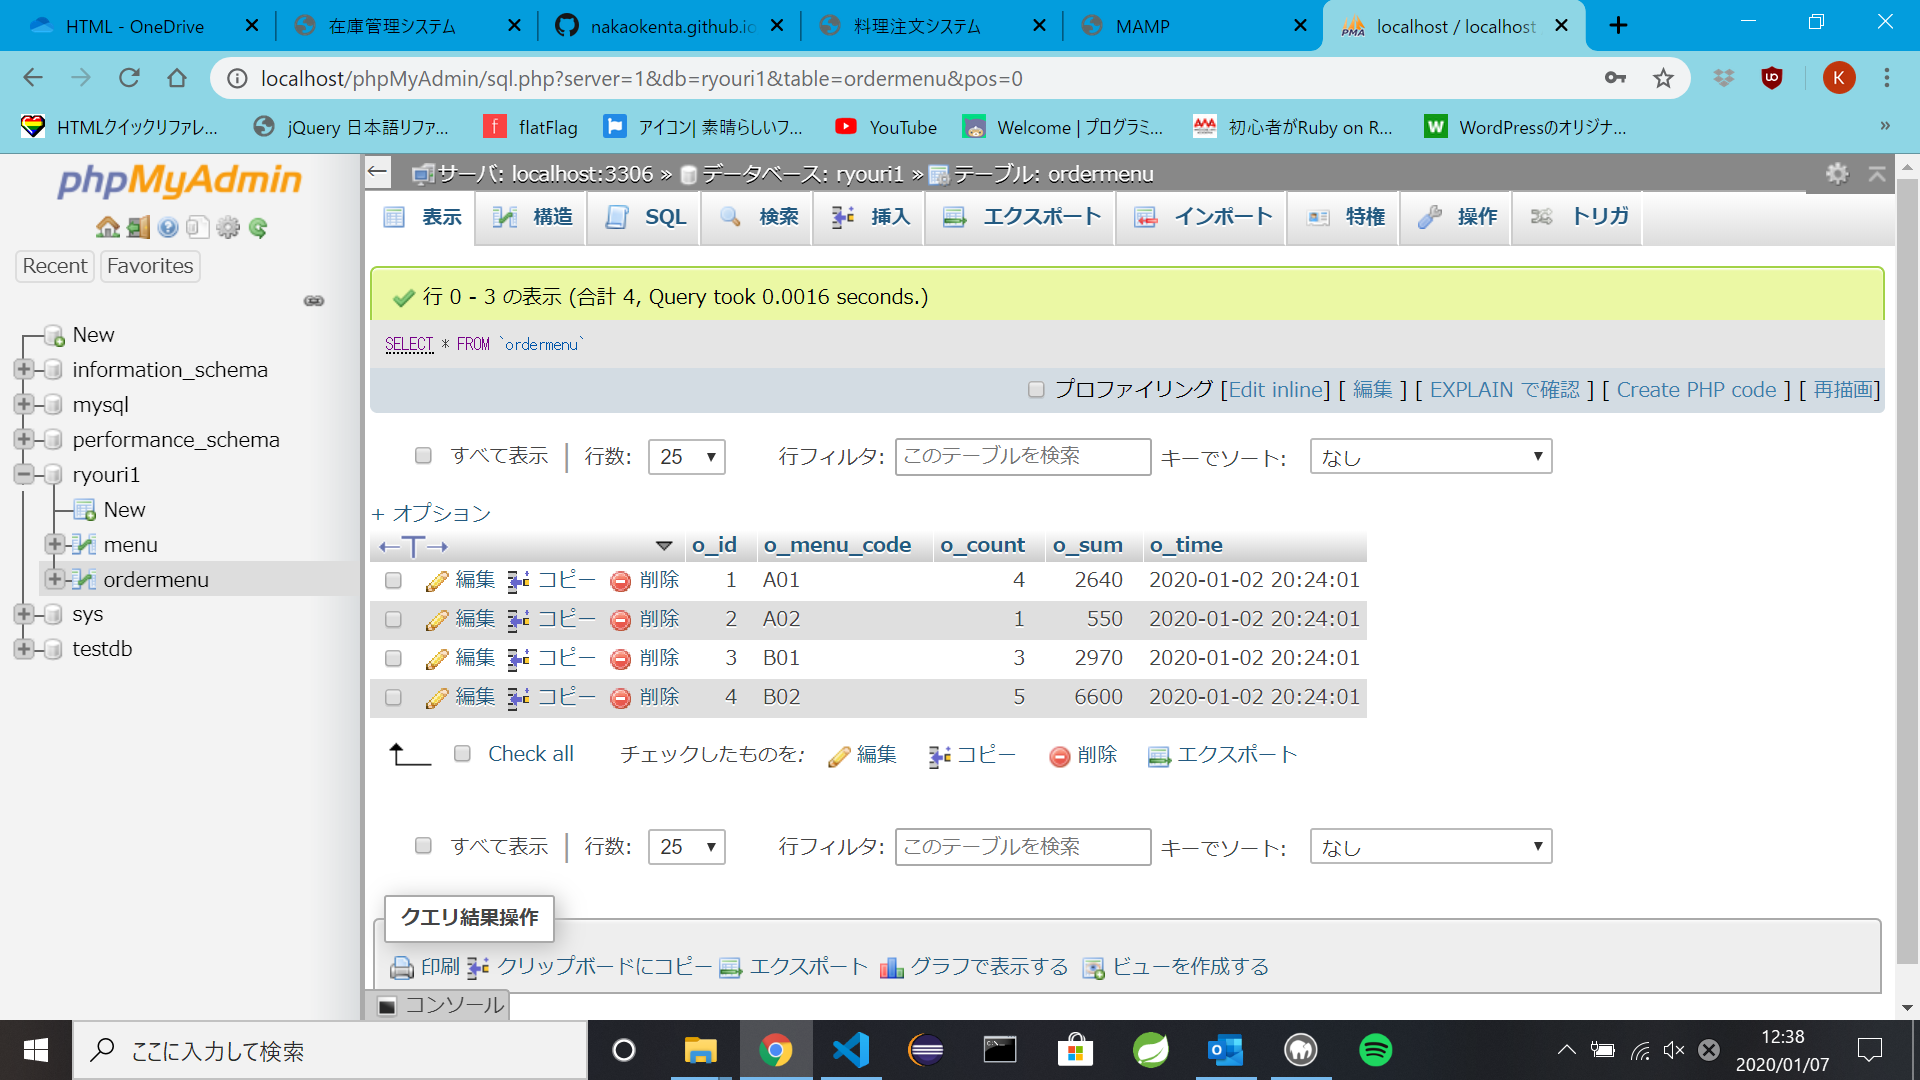 HTML - OneDrive
在庫管理システム
nakaokenta.github.io
料理注文システム
MAMP
localhost / localhost
localhost/phpMyAdmin/sql.php?server=1&db=ryouri1&table=ordermenu&pos=0
K
HTMLクイックリファレ...
jQuery 日本語リファ...
flatFlag
アイコン| 素晴らしいフ...
YouTube
Welcome | プログラミ...
初心者がRuby on R...
WordPressのオリジナ...
»
phpMyAdmin
Recent
Favorites
New
information_schema
mysql
performance_schema
ryouri1
New
menu
ordermenu
sys
testdb
サーバ: localhost:3306 » データベース: ryouri1 » テーブル: ordermenu
表示
構造
SQL
検索
挿入
エクスポート
インポート
特権
操作
トリガ
行 0 - 3 の表示 (合計 4, Query took 0.0016 seconds.)
SELECT * FROM `ordermenu`
プロファイリング [Edit inline] [ 編集 ] [ EXPLAIN で確認 ] [ Create PHP code ] [ 再描画]
すべて表示 | 行数: 25 行フィルタ: このテーブルを検索 キーでソート: なし
+ オプション
←T→ o_id o_menu_code o_count o_sum o_time
編集 コピー 削除 1 A01 4 2640 2020-01-02 20:24:01
編集 コピー 削除 2 A02 1 550 2020-01-02 20:24:01
編集 コピー 削除 3 B01 3 2970 2020-01-02 20:24:01
編集 コピー 削除 4 B02 5 6600 2020-01-02 20:24:01
Check all チェックしたものを: 編集 コピー 削除 エクスポート
すべて表示 | 行数: 25 行フィルタ: このテーブルを検索 キーでソート: なし
クエリ結果操作
印刷 クリップボードにコピー エクスポート グラフで表示する ビューを作成する
コンソール
ここに入力して検索
12:38
2020/01/07